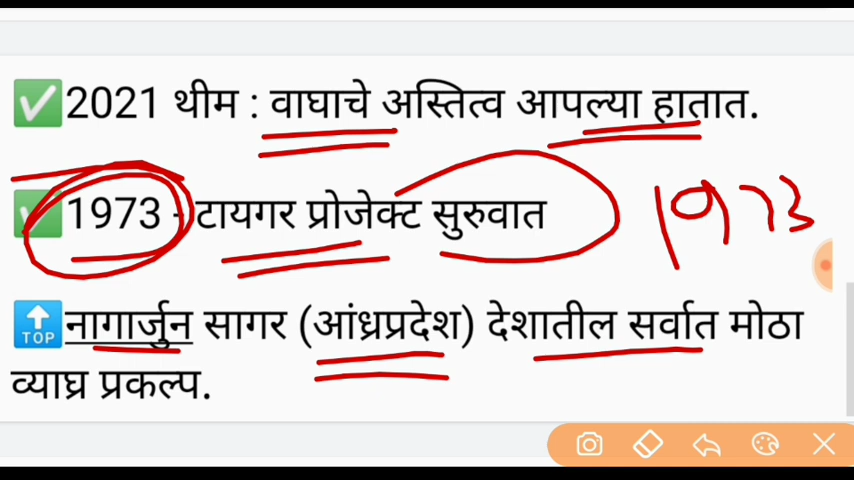 ✅2021 थीम : वाघाचे अस्तित्व आपल्या हातात.
✅1973 - टायगर प्रोजेक्ट सुरुवात 1973
🔝नागार्जुन सागर (आंध्रप्रदेश) देशातील सर्वात मोठा
व्याघ्र प्रकल्प.